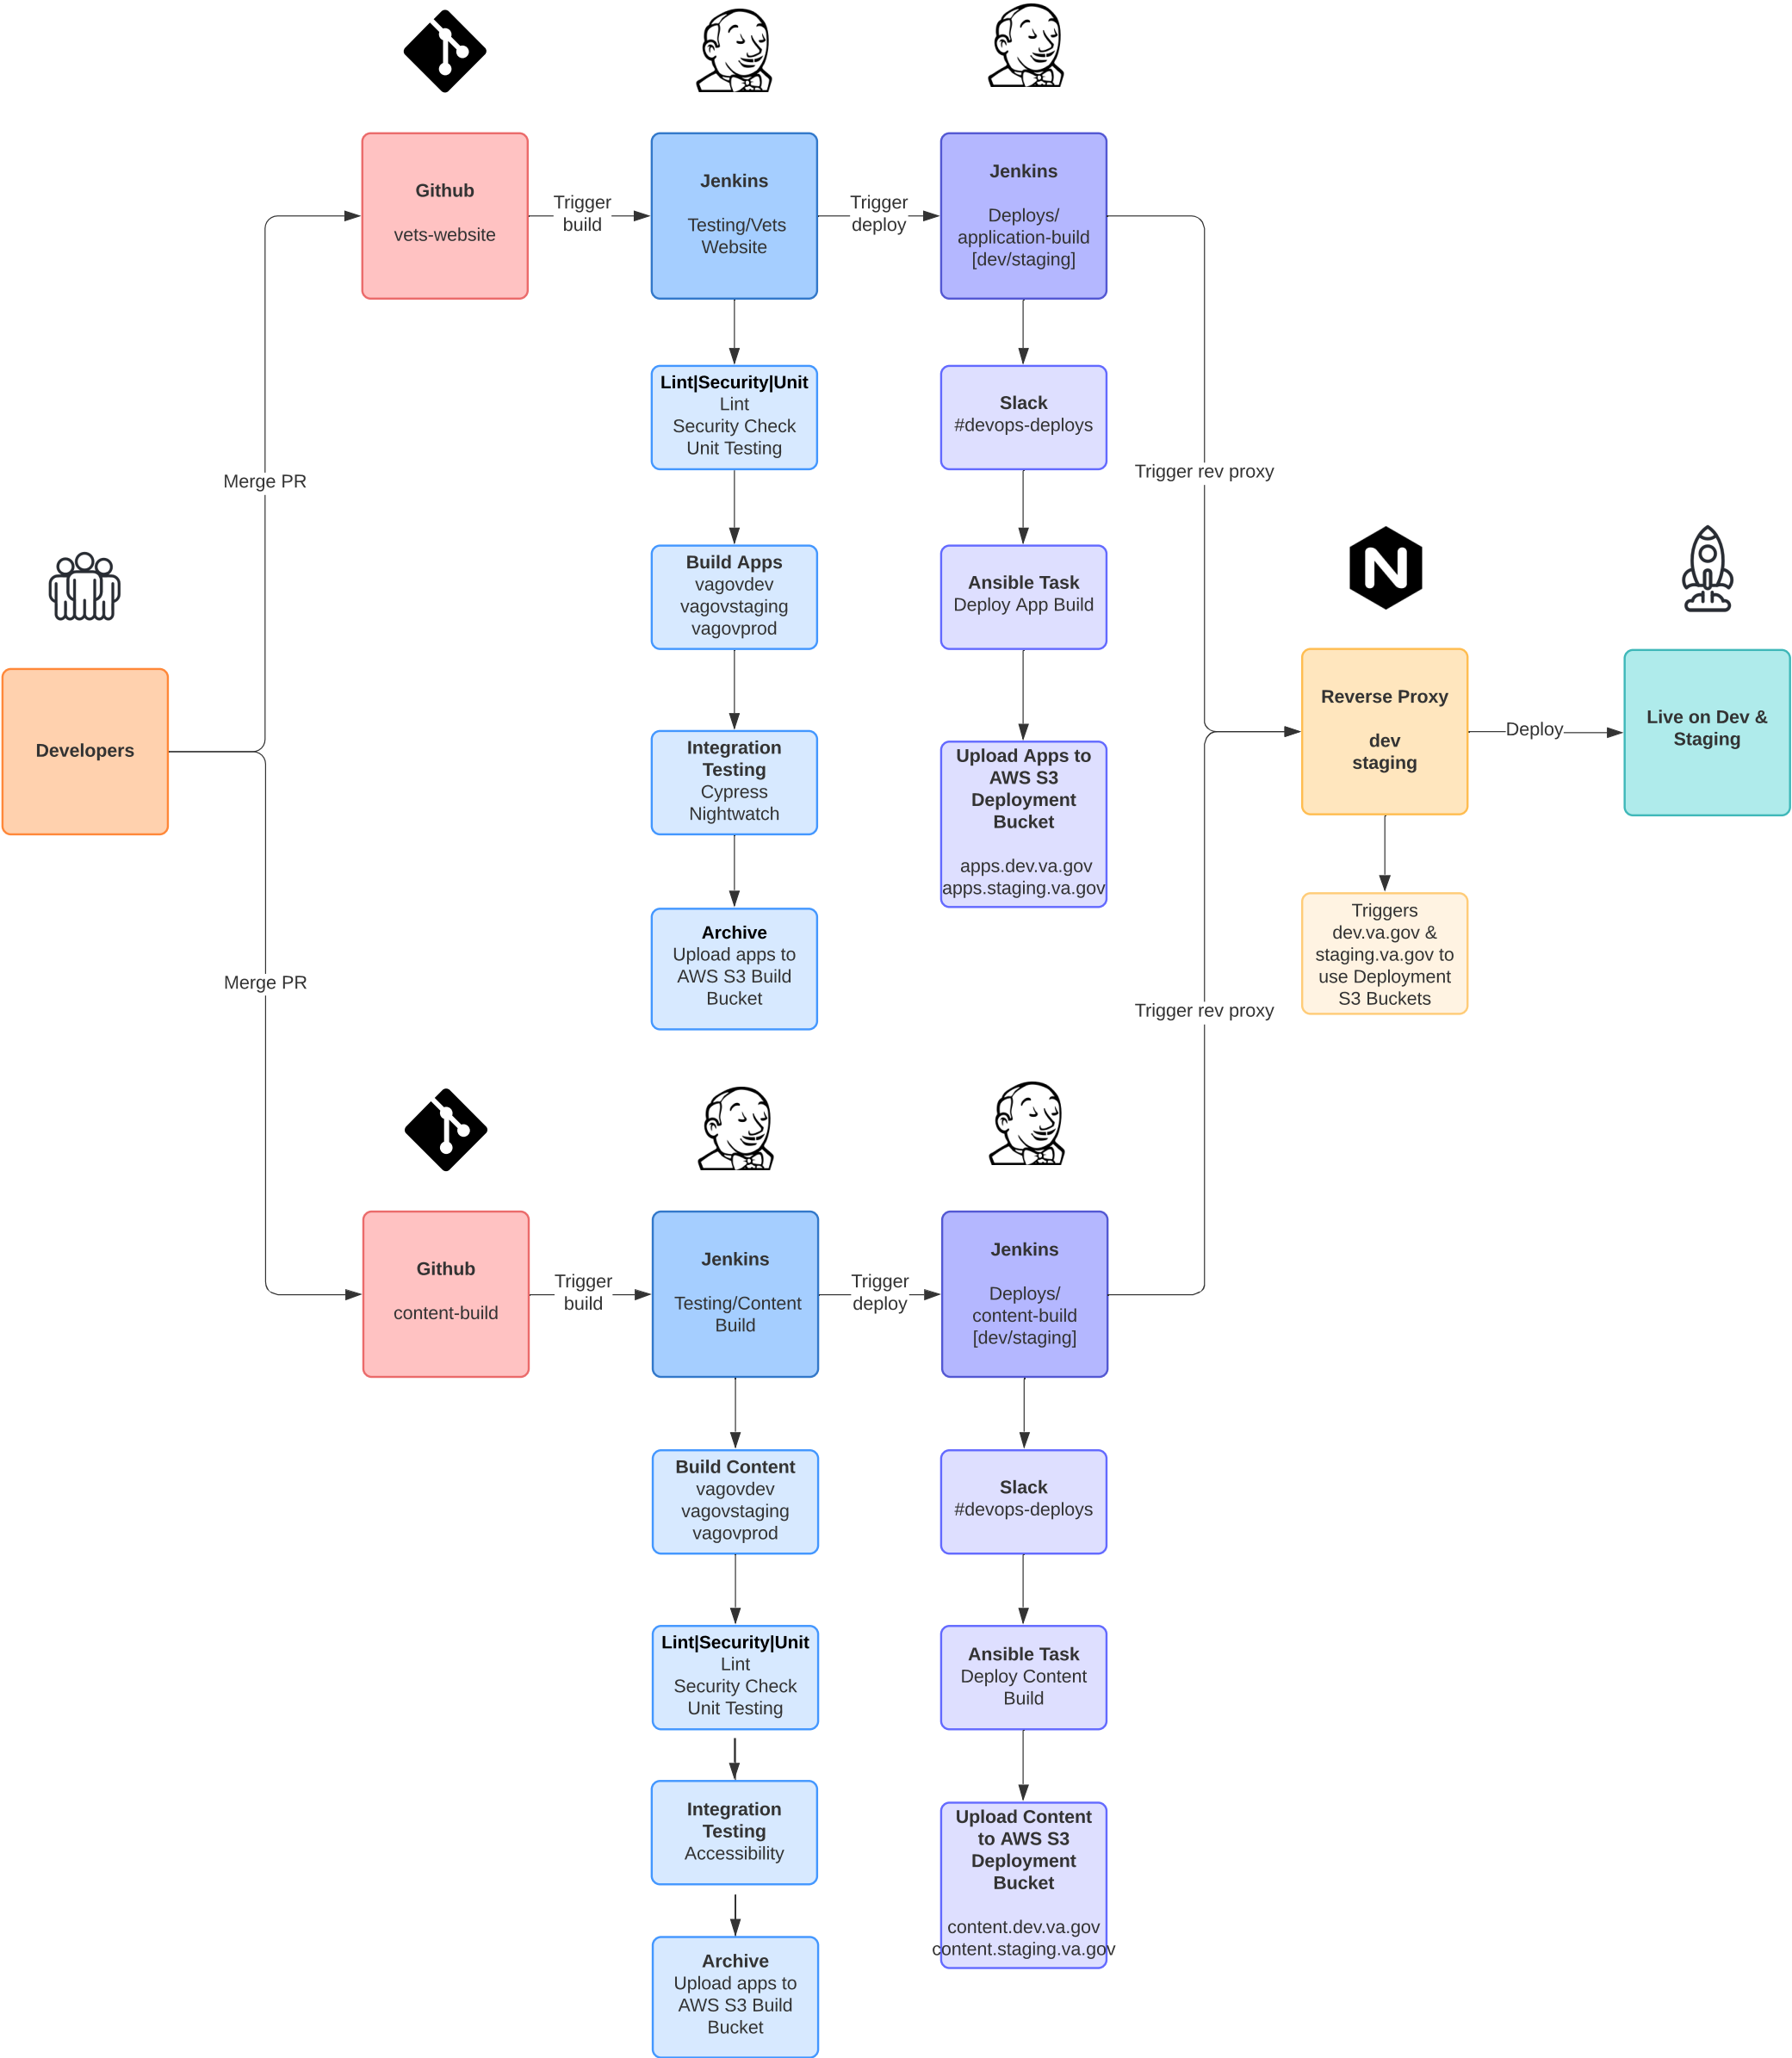 Github
vets-website
Trigger
build
Jenkins
Testing/Vets
Website
Trigger
deploy
Jenkins
Deploys/
application-build
[dev/staging]
Lint|Security|Unit
Lint
Security Check
Unit Testing
Slack
#devops-deploys
Merge PR
Trigger rev proxy
Build Apps
vagovdev
vagovstaging
vagovprod
Ansible Task
Deploy App Build
Developers
Integration
Testing
Cypress
Nightwatch
Upload Apps to
AWS S3
Deployment
Bucket
apps.dev.va.gov
apps.staging.va.gov
Reverse Proxy
dev
staging
Deploy
Live on Dev &
Staging
Archive
Upload apps to
AWS S3 Build
Bucket
Triggers
dev.va.gov &
staging.va.gov to
use Deployment
S3 Buckets
Merge PR
Trigger rev proxy
Github
content-build
Trigger
build
Jenkins
Testing/Content
Build
Trigger
deploy
Jenkins
Deploys/
content-build
[dev/staging]
Build Content
vagovdev
vagovstaging
vagovprod
Slack
#devops-deploys
Lint|Security|Unit
Lint
Security Check
Unit Testing
Ansible Task
Deploy Content
Build
Integration
Testing
Accessibility
Upload Content
to AWS S3
Deployment
Bucket
content.dev.va.gov
content.staging.va.gov
Archive
Upload apps to
AWS S3 Build
Bucket